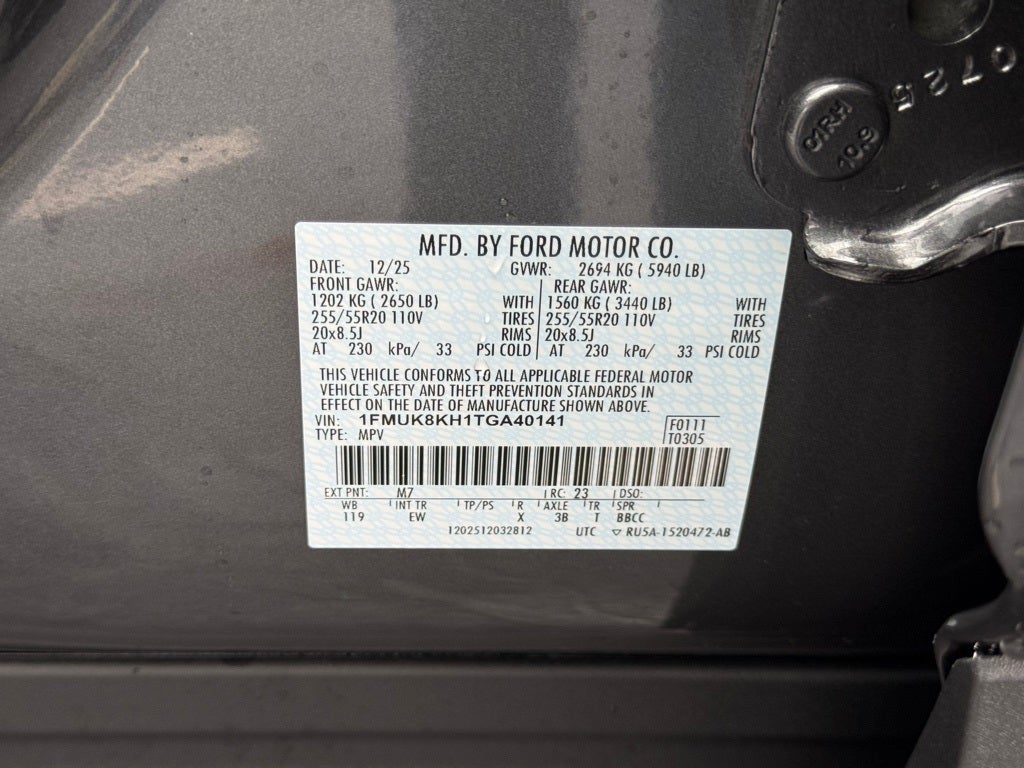 0725
01RH
10,9
MFD. BY FORD MOTOR CO.
DATE: 12/25 GVWR: 2694 KG ( 5940 LB)
FRONT GAWR: REAR GAWR:
1202 KG ( 2650 LB) WITH 1560 KG ( 3440 LB) WITH
255/55R20 110V TIRES 255/55R20 110V TIRES
20x8.5J RIMS 20x8.5J RIMS
AT 230 kPa/ 33 PSI COLD AT 230 kPa/ 33 PSI COLD
THIS VEHICLE CONFORMS TO ALL APPLICABLE FEDERAL MOTOR
VEHICLE SAFETY AND THEFT PREVENTION STANDARDS IN
EFFECT ON THE DATE OF MANUFACTURE SHOWN ABOVE.
VIN: 1FMUK8KH1TGA40141 F0111
TYPE: MPV T0305
EXT PNT: M7 RC: 23 DSO:
WB INT TR TP/PS R AXLE TR SPR
119 EW X 3B T BBCC
1202512032812 UTC ▽ RU5A-1520472-AB